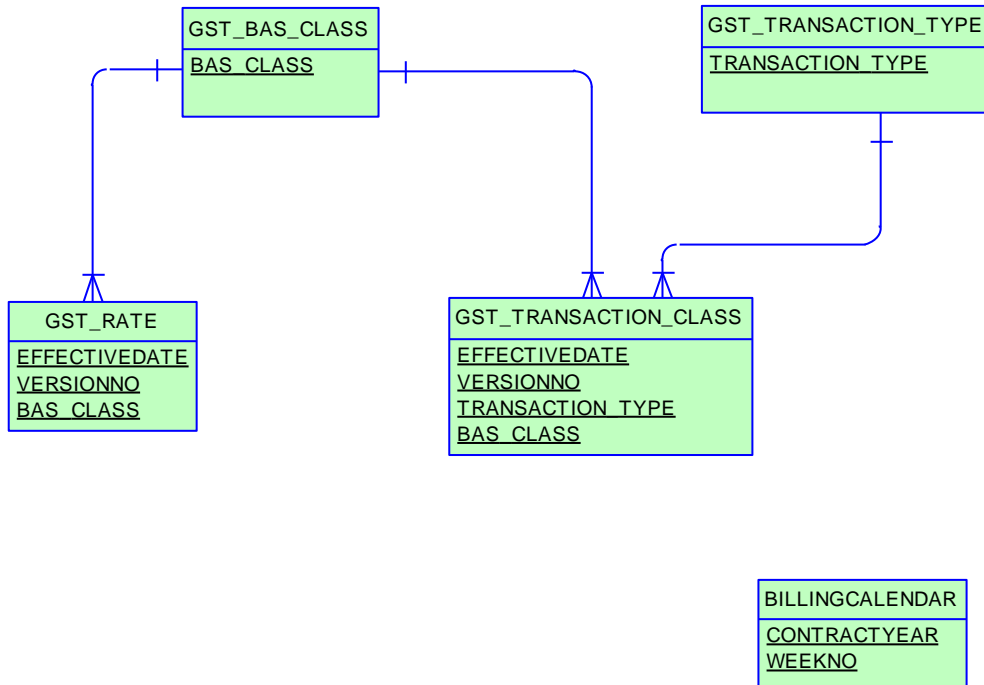 GST_BAS_CLASS
BAS_CLASS
GST_TRANSACTION_TYPE
TRANSACTION_TYPE
GST_RATE
EFFECTIVEDATE
VERSIONNO
BAS_CLASS
GST_TRANSACTION_CLASS
EFFECTIVEDATE
VERSIONNO
TRANSACTION_TYPE
BAS_CLASS
BILLINGCALENDAR
CONTRACTYEAR
WEEKNO